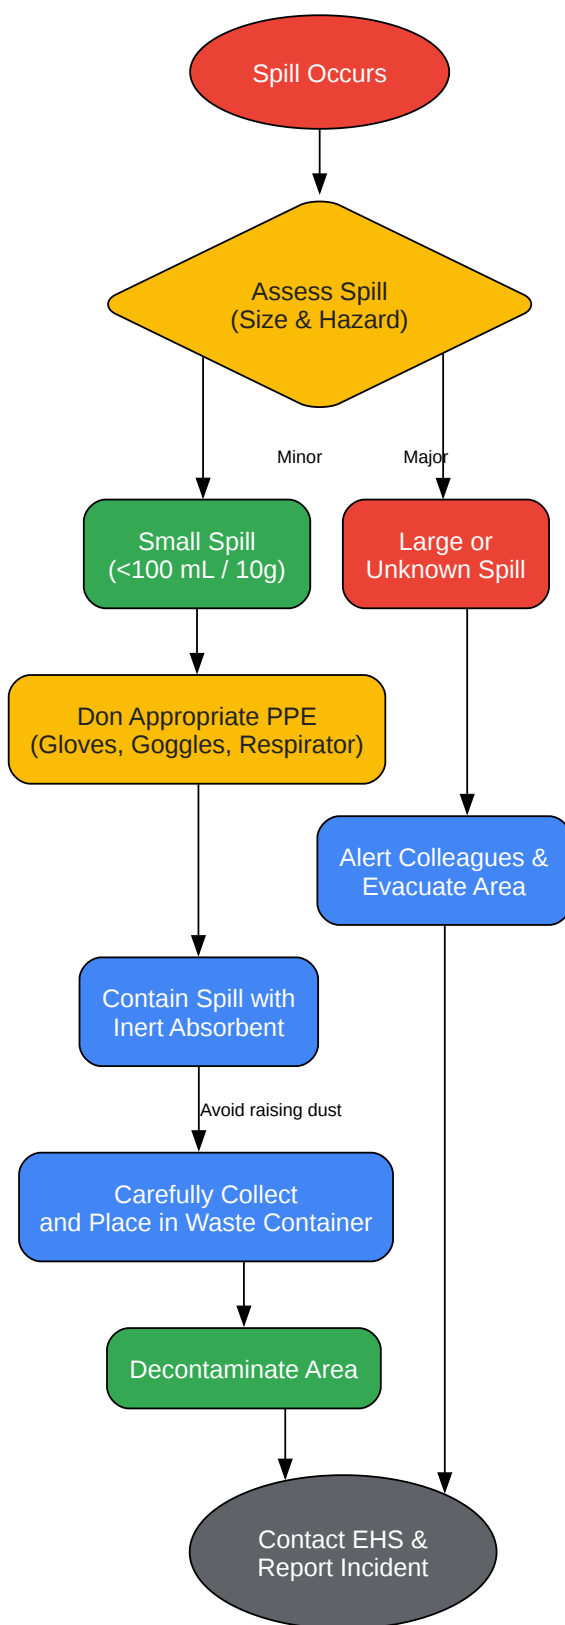 Spill Occurs
Assess Spill
(Size & Hazard)
Minor
Major
Small Spill
(<100 mL / 10g)
Large or
Unknown Spill
Don Appropriate PPE
(Gloves, Goggles, Respirator)
Alert Colleagues &
Evacuate Area
Contain Spill with
Inert Absorbent
Avoid raising dust
Carefully Collect
and Place in Waste Container
Decontaminate Area
Contact EHS &
Report Incident